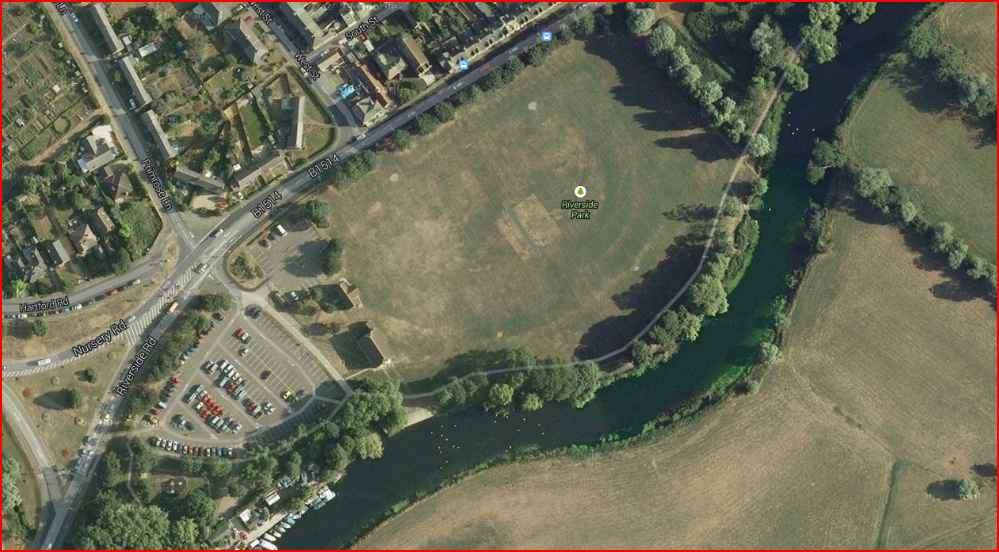 South St
West St
B1514
B1514
Primrose Ln
Riverside
Park
Hartford Rd
Nursery Rd
Riverside Rd